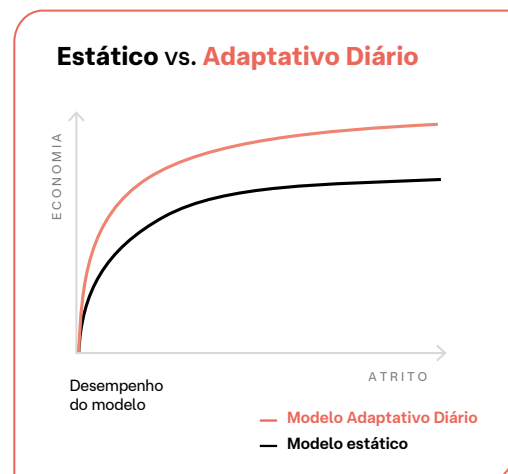 Estático vs. Adaptativo Diário
ECONOMIA
ATRITO
Desempenho
do modelo
Modelo Adaptativo Diário
Modelo estático